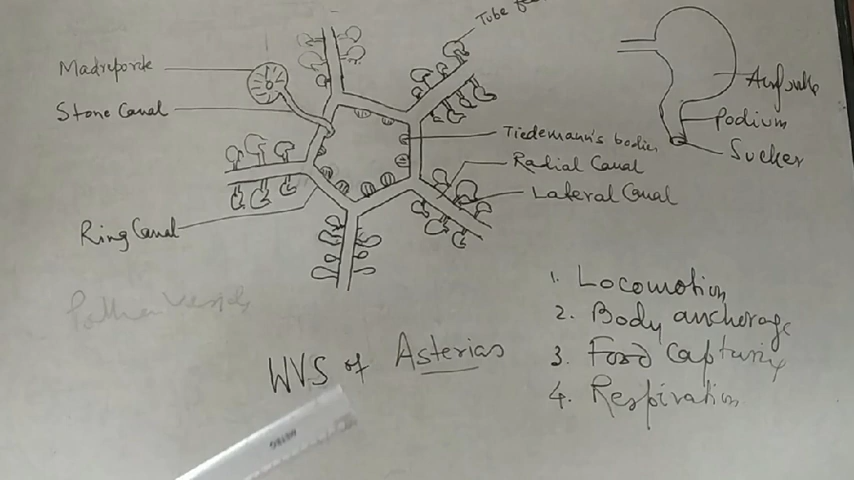 Tube
Madreporite
Stone Canal
Ampulla
Podium
Sucker
Tiedemann's bodies
Radial Canal
Lateral Canal
Ring Canal
WVS of Asterias
1. Locomotion
2. Body anchorage
3. Food Capturing
4. Respiration